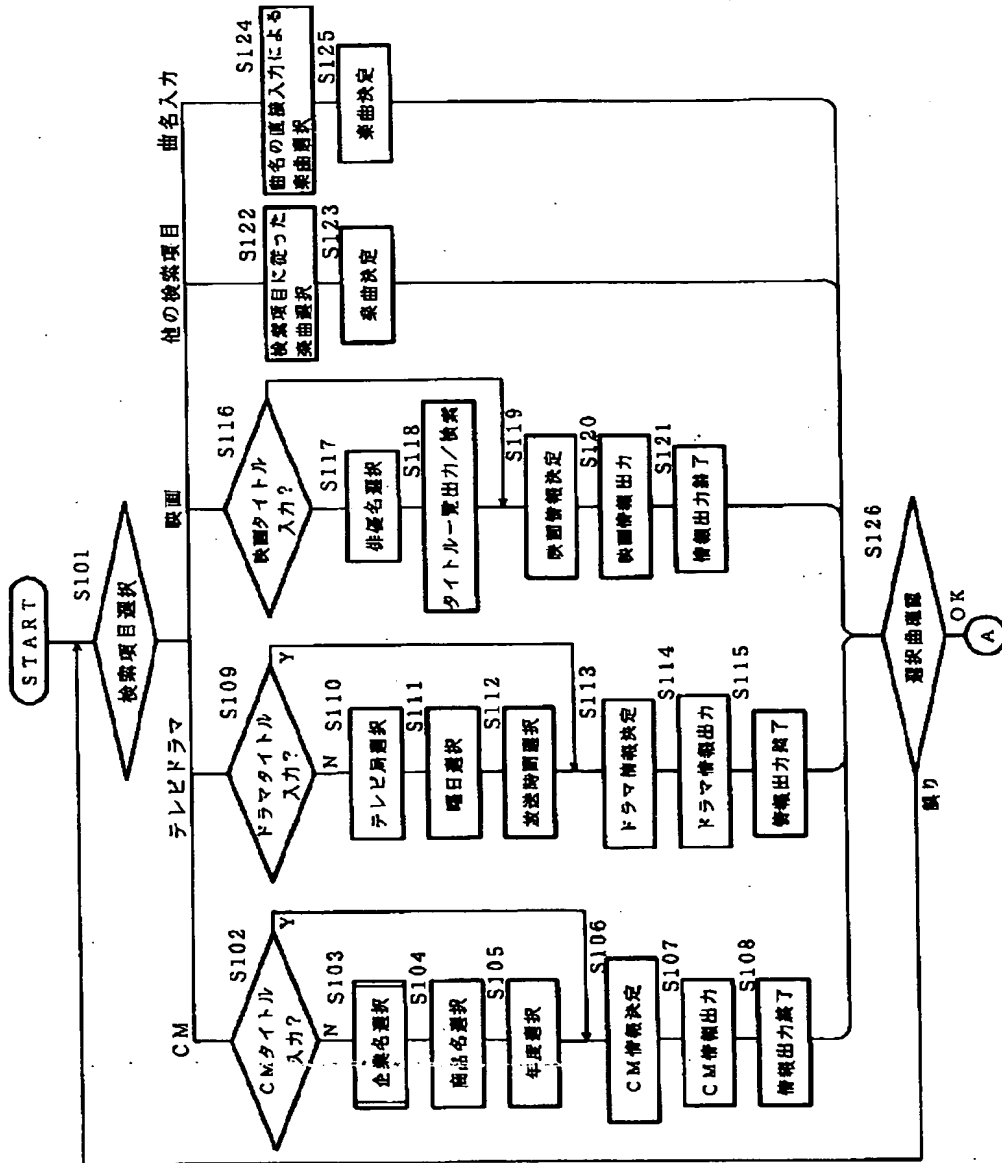 START
S101
検索項目選択
CM
S102
CMタイトル
入力?
Y
N
S103
企業名選択
S104
商品名選択
S105
年度選択
S106
CM情報決定
S107
CM情報出力
S108
情報出力終了
テレビドラマ
S109
ドラマタイトル
入力?
Y
N
S110
テレビ局選択
S111
曜日選択
S112
放送時間選択
S113
ドラマ情報決定
S114
ドラマ情報出力
S115
情報出力終了
映画
S116
映画タイトル
入力?
S117
俳優名選択
S118
タイトル一覧出力/検索
S119
映画情報決定
S120
映画情報出力
S121
情報出力終了
他の検索項目
S122
検索項目に従った
楽曲選択
S123
楽曲決定
曲名入力
S124
曲名の直接入力による
楽曲選択
S125
楽曲決定
S126
選択曲確認
誤り
OK
A